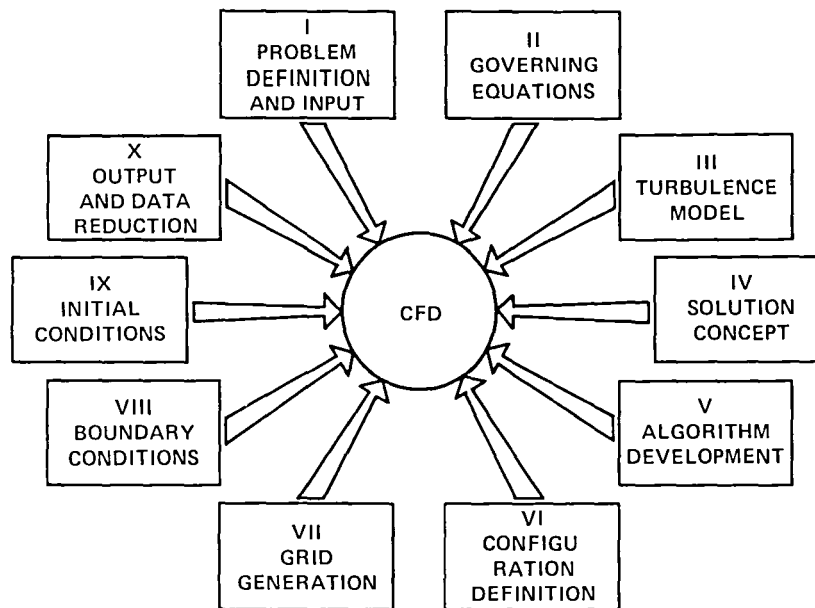 I
PROBLEM
DEFINITION
AND INPUT
II
GOVERNING
EQUATIONS
III
TURBULENCE
MODEL
IV
SOLUTION
CONCEPT
V
ALGORITHM
DEVELOPMENT
VI
CONFIGU
RATION
DEFINITION
VII
GRID
GENERATION
VIII
BOUNDARY
CONDITIONS
IX
INITIAL
CONDITIONS
X
OUTPUT
AND DATA
REDUCTION
CFD